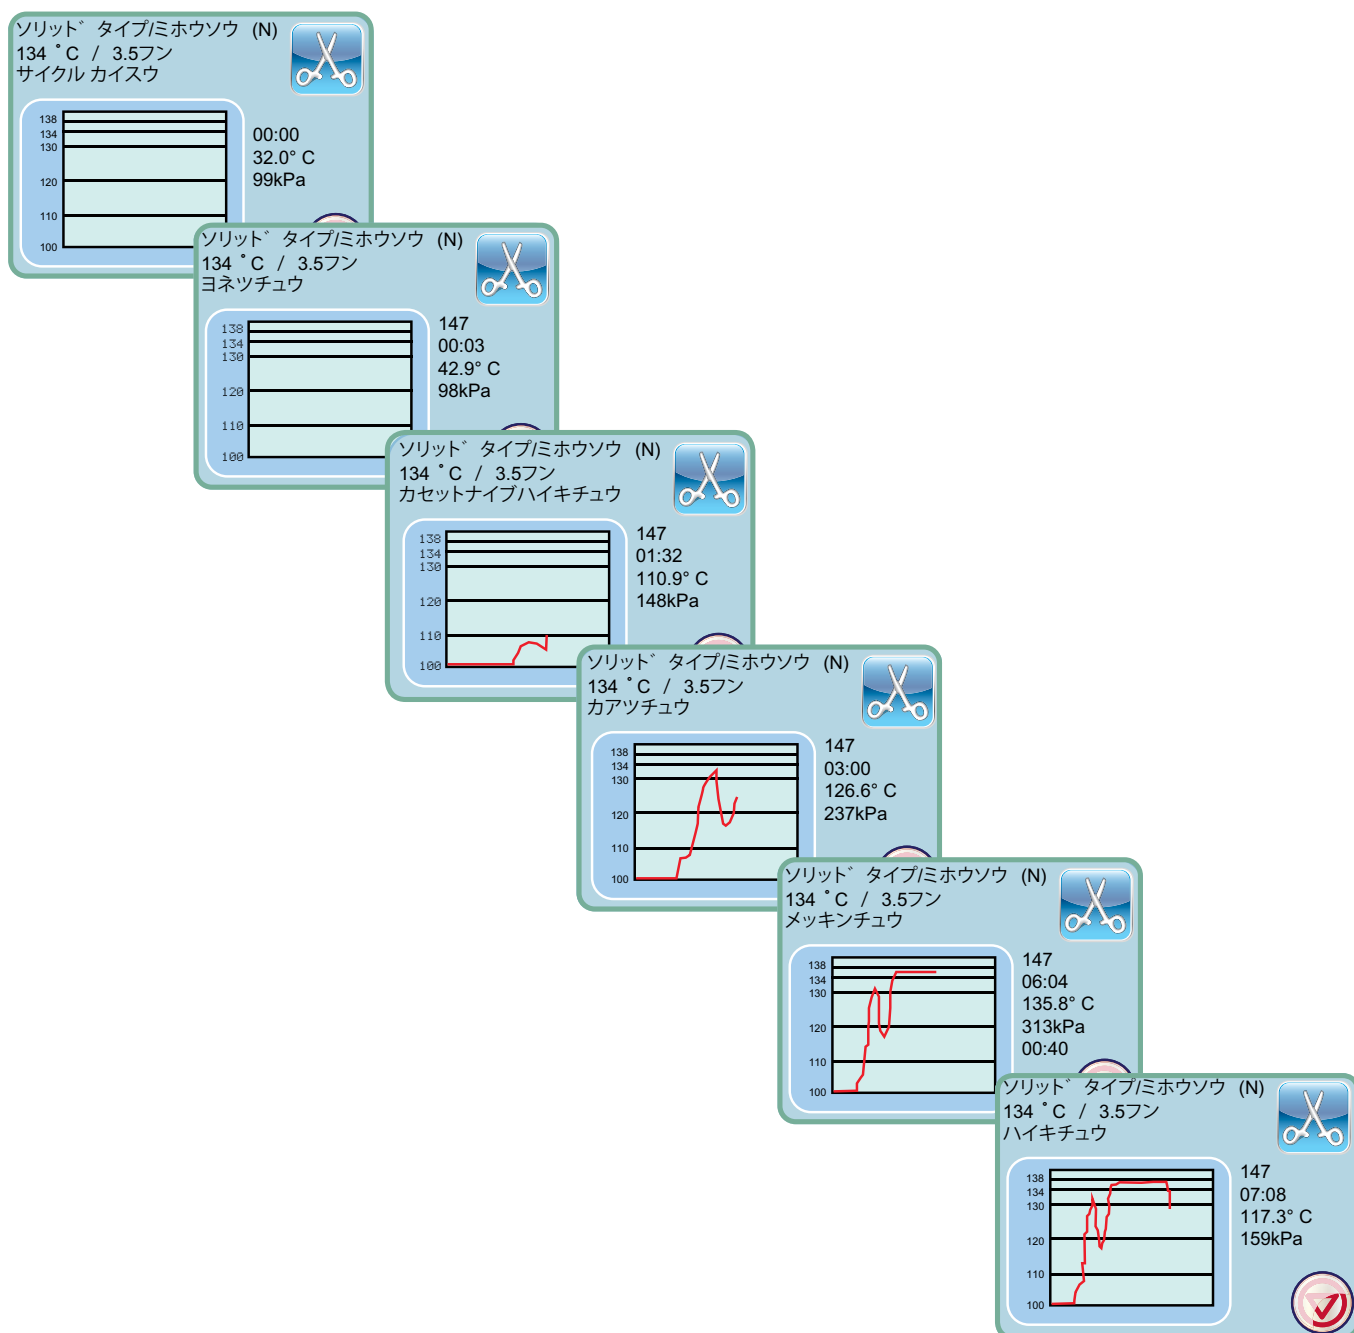 ソリッド タイプ/ミホウソウ (N)
134 °C / 3.5フン
サイクル カイスウ
138
134
130
120
110
100
00:00
32.0° C
99kPa
ソリッド タイプ/ミホウソウ (N)
134 °C / 3.5フン
ヨネツチュウ
138
134
130
120
110
100
147
00:03
42.9° C
98kPa
ソリッド タイプ/ミホウソウ (N)
134 °C / 3.5フン
カセットナイブハイキチュウ
138
134
130
120
110
100
147
01:32
110.9° C
148kPa
ソリッド タイプ/ミホウソウ (N)
134 °C / 3.5フン
カアツチュウ
138
134
130
120
110
100
147
03:00
126.6° C
237kPa
ソリッド タイプ/ミホウソウ (N)
134 °C / 3.5フン
メッキンチュウ
138
134
130
120
110
100
147
06:04
135.8° C
313kPa
00:40
ソリッド タイプ/ミホウソウ (N)
134 °C / 3.5フン
ハイキチュウ
138
134
130
120
110
100
147
07:08
117.3° C
159kPa